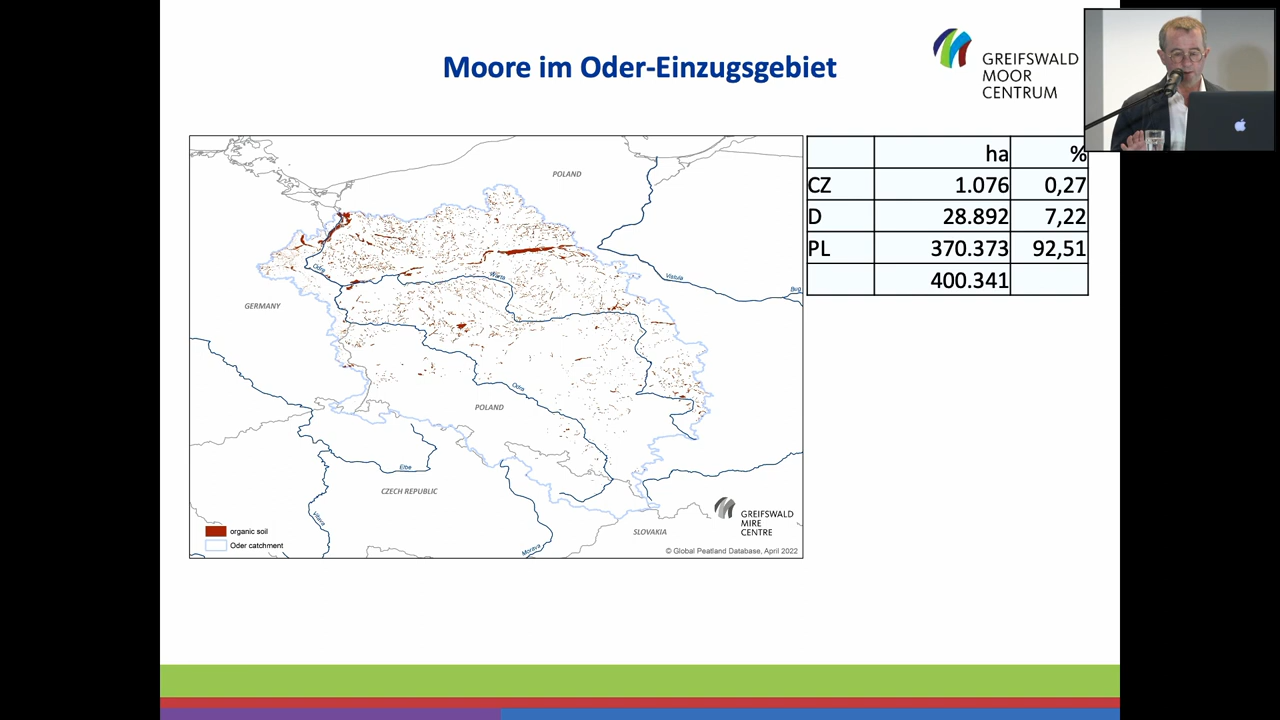 Moore im Oder-Einzugsgebiet
GREIFSWALD
MOOR
CENTRUM
ha %
CZ 1.076 0,27
D 28.892 7,22
PL 370.373 92,51
400.341
POLAND
Odra
Warta
Vistula
Bug
GERMANY
Odra
POLAND
Elbe
CZECH REPUBLIC
Vltava
Morava
SLOVAKIA
organic soil
Oder catchment
GREIFSWALD
MIRE
CENTRE
© Global Peatland Database, April 2022